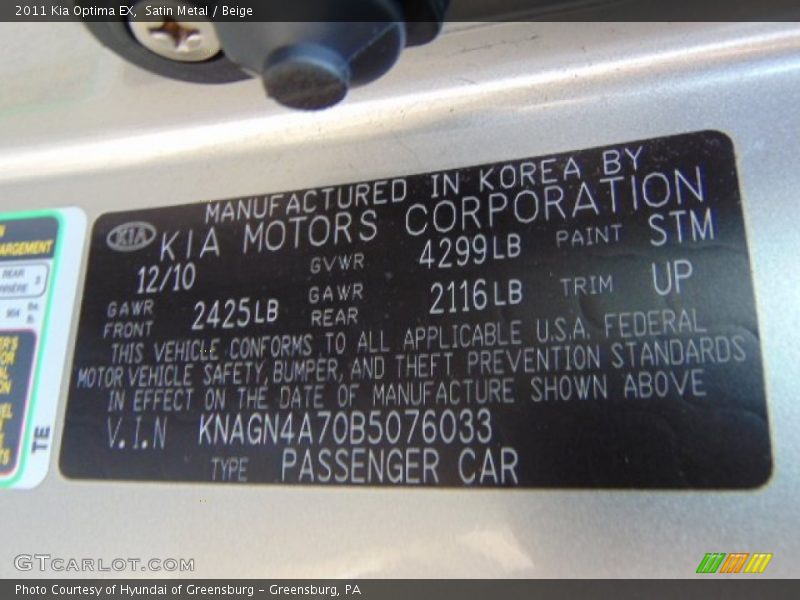 2011 Kia Optima EX, Satin Metal / Beige
MANUFACTURED IN KOREA BY
KIA KIA MOTORS CORPORATION
12/10 GVWR 4299LB PAINT STM
GAWR FRONT 2425LB GAWR REAR 2116LB TRIM UP
THIS VEHICLE CONFORMS TO ALL APPLICABLE U.S.A. FEDERAL
MOTOR VEHICLE SAFETY, BUMPER, AND THEFT PREVENTION STANDARDS
IN EFFECT ON THE DATE OF MANUFACTURE SHOWN ABOVE
V.I.N KNAGN4A70B5076033
TYPE PASSENGER CAR
REAR
3
TE
GTCARLOT.COM
Photo Courtesy of Hyundai of Greensburg - Greensburg, PA